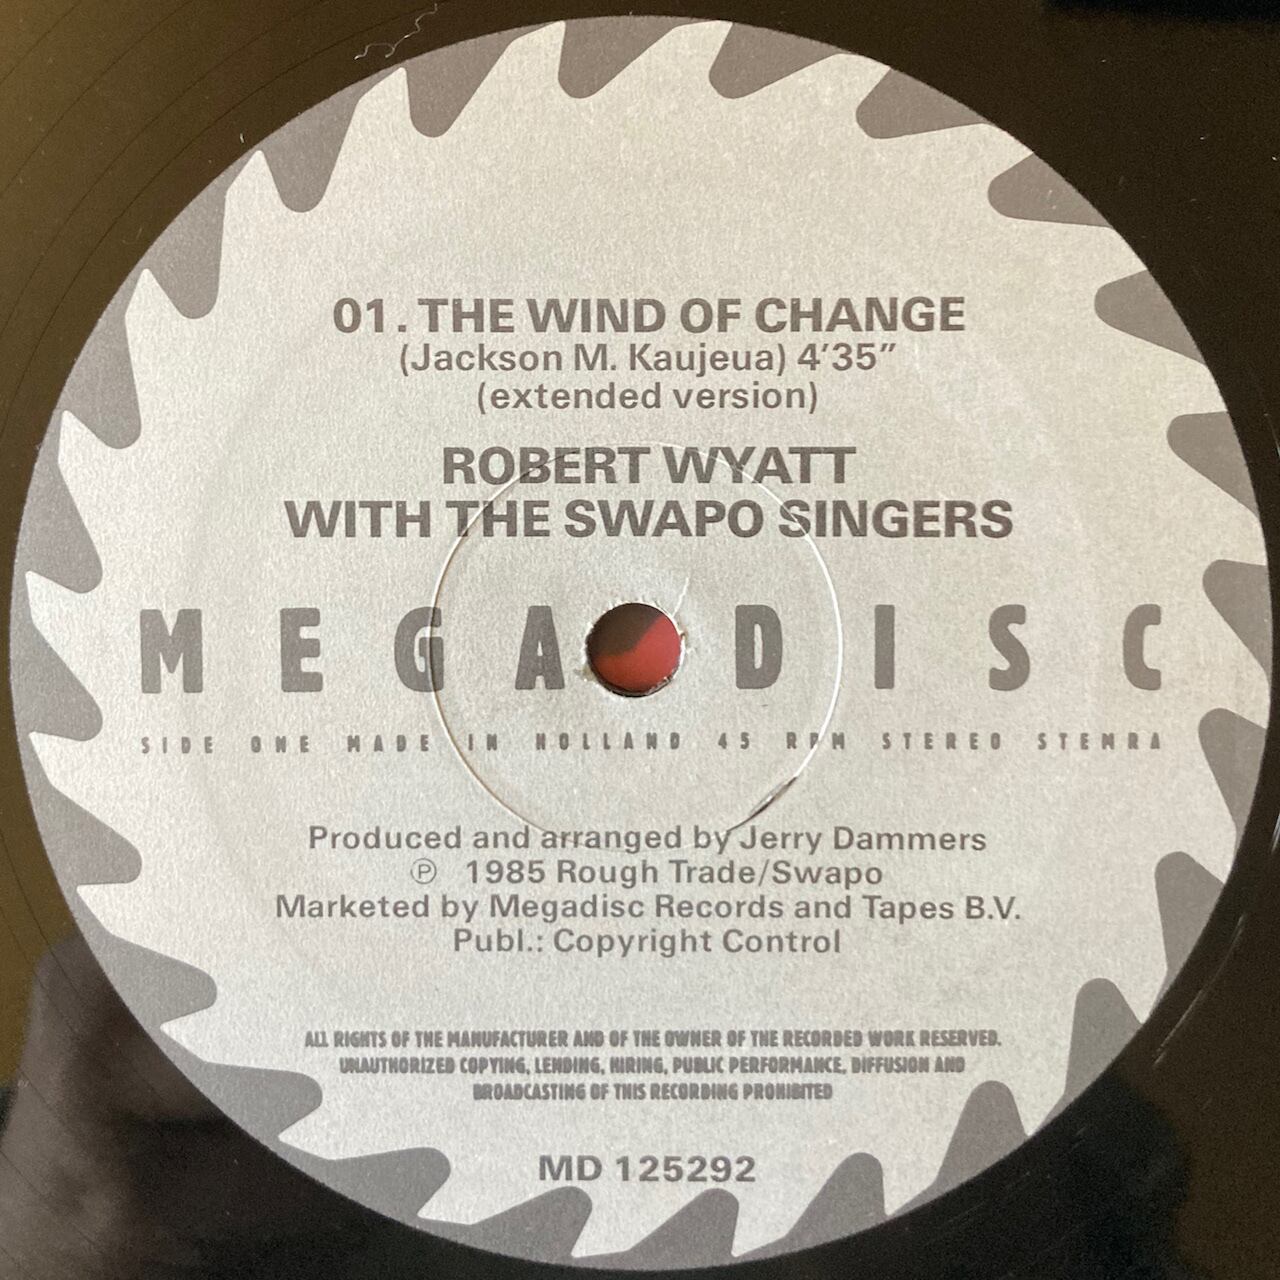 01. THE WIND OF CHANGE
(Jackson M. Kaujeua) 4'35"
(extended version)
ROBERT WYATT
WITH THE SWAPO SINGERS
MEGADISC
SIDE ONE MADE IN HOLLAND 45 RPM STEREO STEMRA
Produced and arranged by Jerry Dammers
℗ 1985 Rough Trade/Swapo
Marketed by Megadisc Records and Tapes B.V.
Publ.: Copyright Control
ALL RIGHTS OF THE MANUFACTURER AND OF THE OWNER OF THE RECORDED WORK RESERVED.
UNAUTHORIZED COPYING, LENDING, HIRING, PUBLIC PERFORMANCE, DIFFUSION AND
BROADCASTING OF THIS RECORDING PROHIBITED
MD 125292